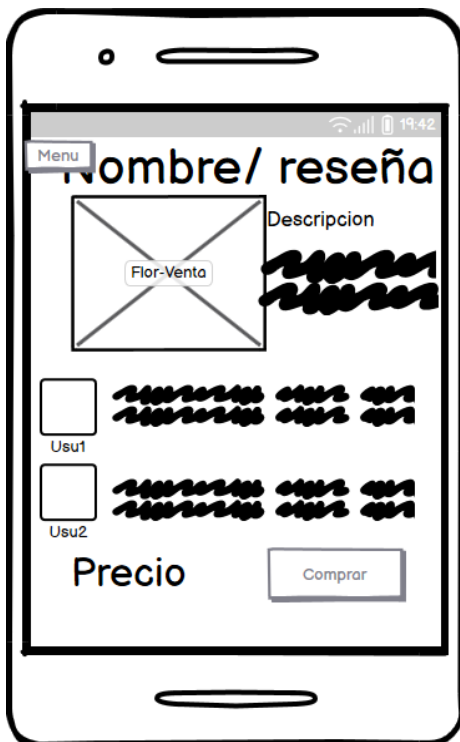 19:42
Menu
Nombre/ reseña
Descripcion
Flor-Venta
Usu1
Usu2
Precio
Comprar